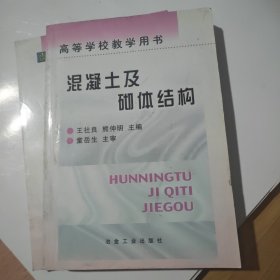 高等学校教学用书
混凝土及
砌体结构
●王社良 熊仲明 主编
●童岳生 主审
HUNNINGTU
JI QITI
JIEGOU
冶金工业出版社